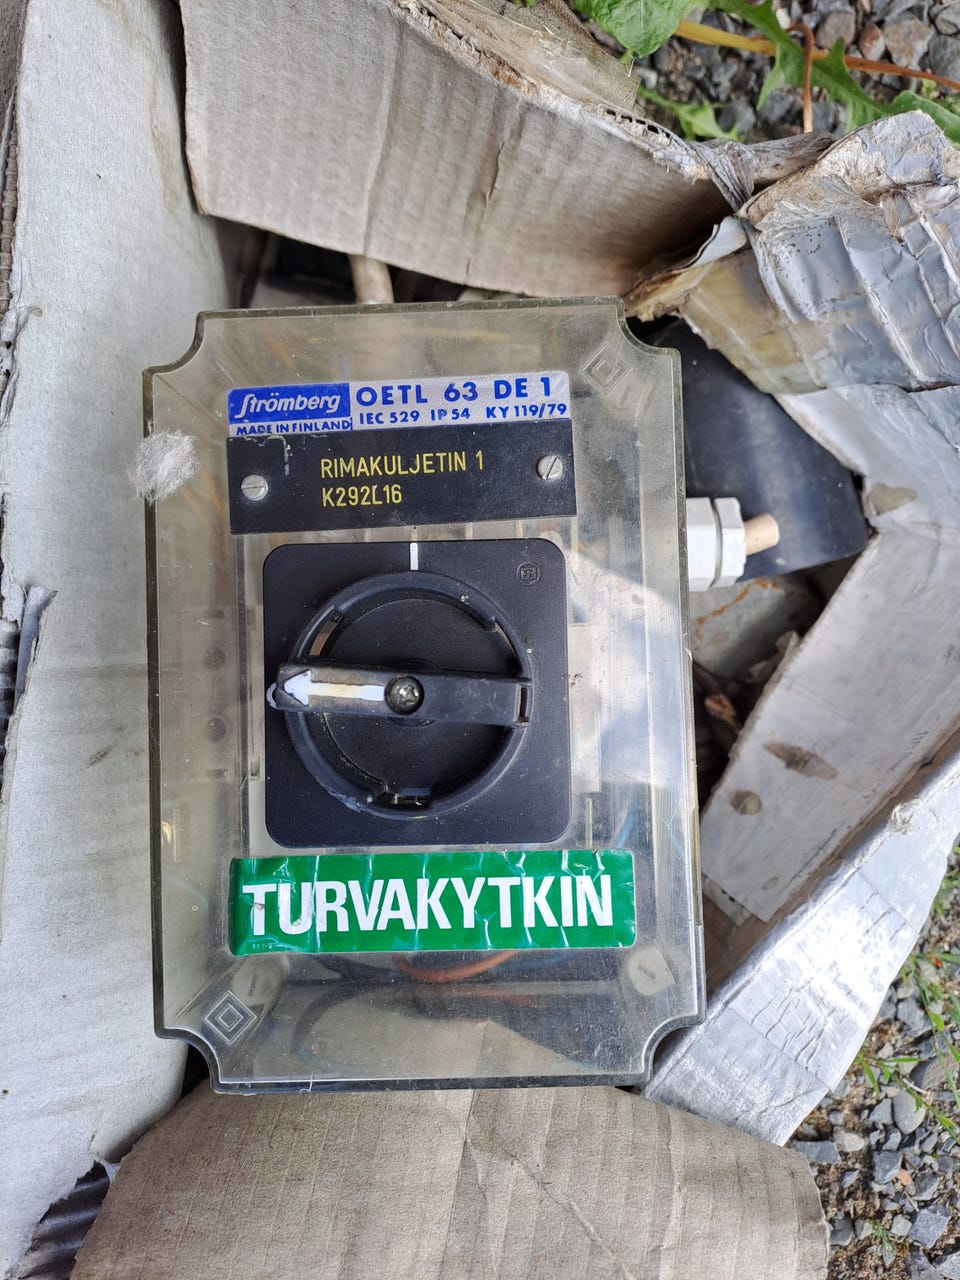 Strömberg OETL 63 DE 1
MADE IN FINLAND IEC 529 IP 54 KY 119/79
RIMAKULJETIN 1
K292L16
TURVAKYTKIN